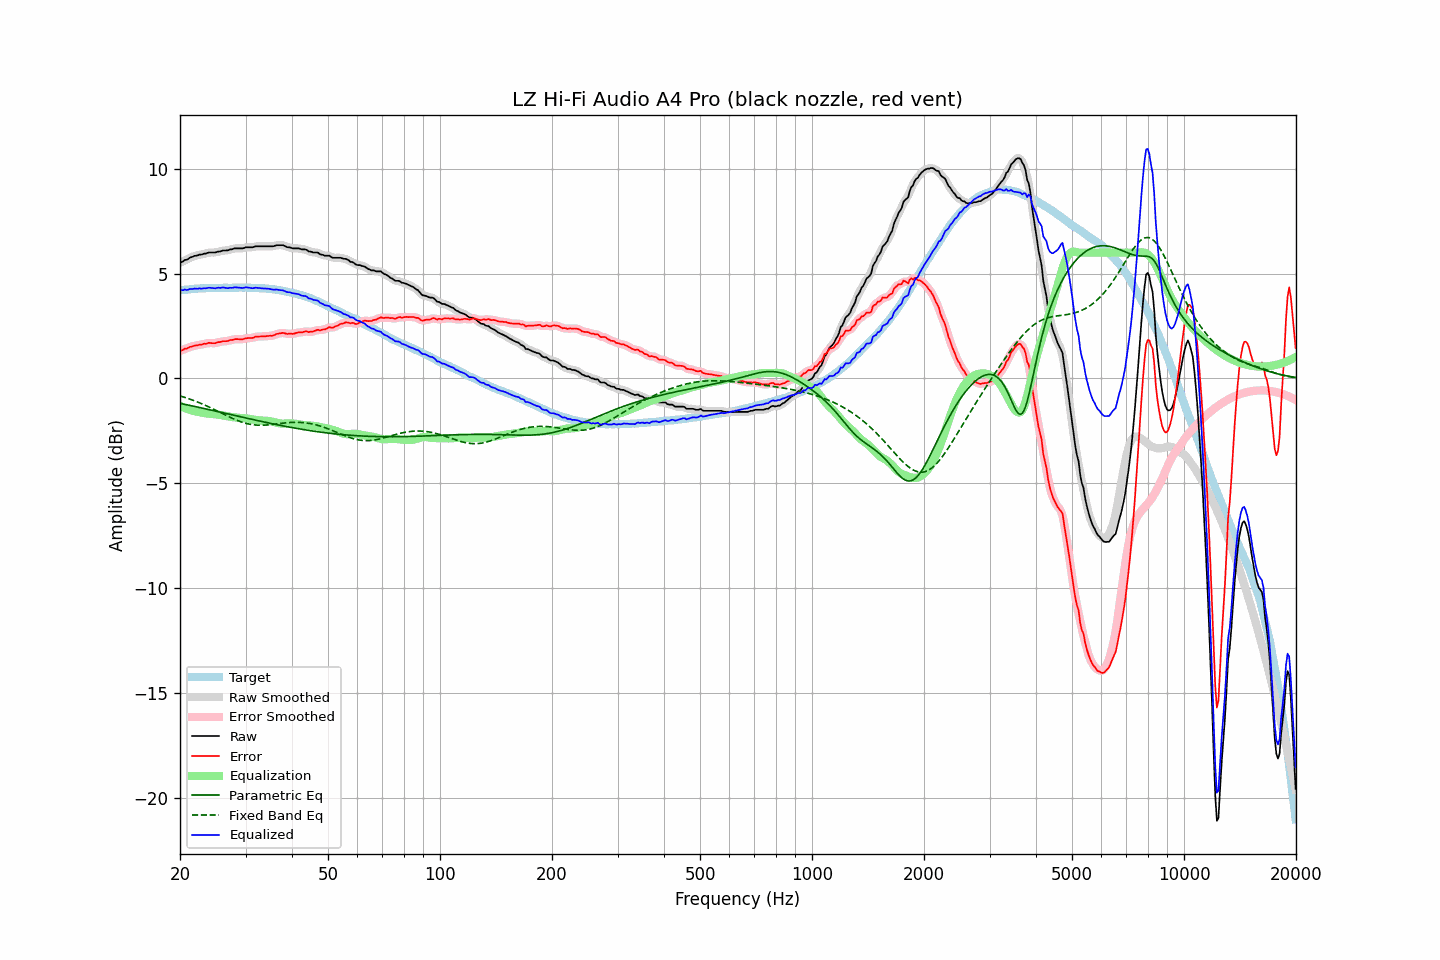 LZ Hi-Fi Audio A4 Pro (black nozzle, red vent)
Amplitude (dBr)
10
5
0
−5
−10
−15
−20
Target
Raw Smoothed
Error Smoothed
Raw
Error
Equalization
Parametric Eq
Fixed Band Eq
Equalized
20 50 100 200 500 1000 2000 5000 10000 20000
Frequency (Hz)